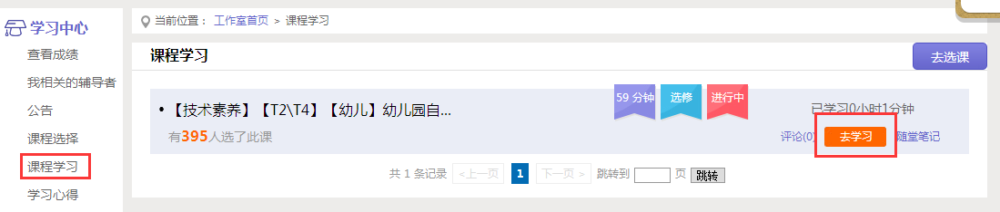 学习中心
查看成绩
我相关的辅导者
公告
课程选择
课程学习
学习心得
当前位置： 工作室首页 > 课程学习
课程学习
去选课
• 【技术素养】【T2\T4】【幼儿】幼儿园自...
59 分钟
选修
进行中
已学习0小时1分钟
有395人选了此课
评论(0)
去学习
随堂笔记
共 1 条记录 <上一页 1 下一页 > 跳转到 页 跳转